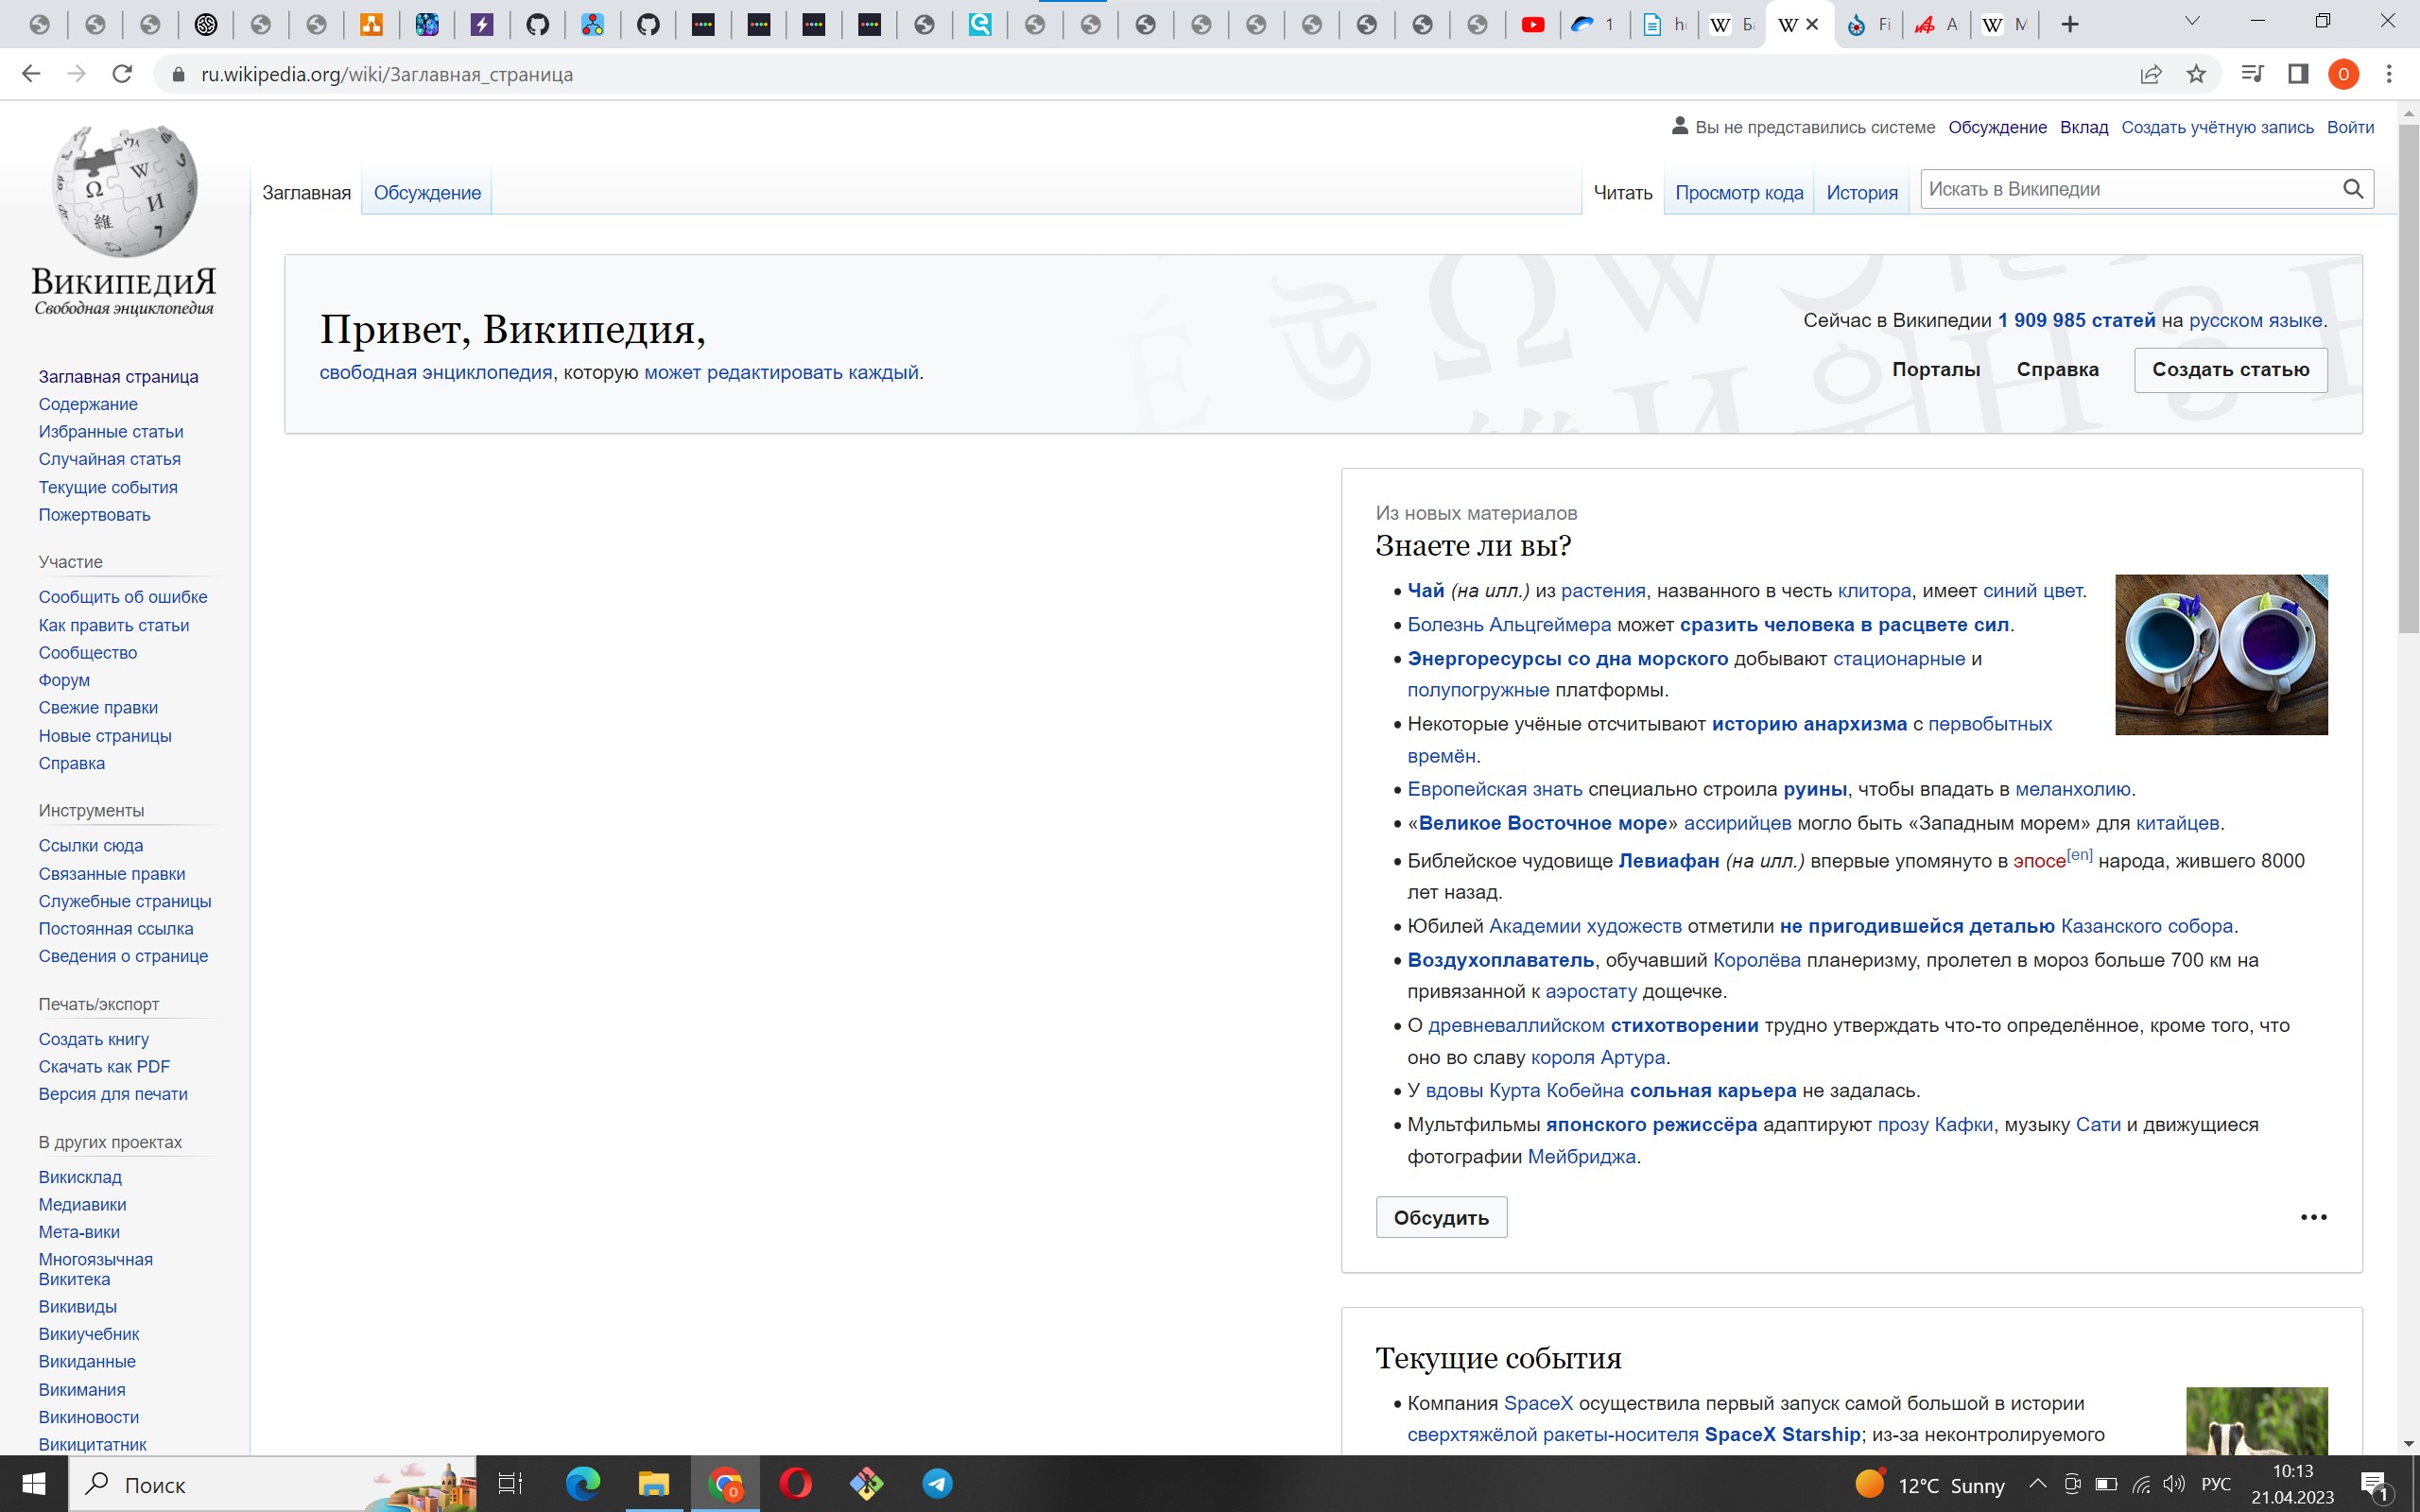 1
h
Б
Fi
А
М
ru.wikipedia.org/wiki/Заглавная_страница
О
Вы не представились системе Обсуждение Вклад Создать учётную запись Войти
Заглавная Обсуждение Читать Просмотр кода История Искать в Википедии
ВикипедиЯ
Свободная энциклопедия
Заглавная страница
Содержание
Избранные статьи
Случайная статья
Текущие события
Пожертвовать
Участие
Сообщить об ошибке
Как править статьи
Сообщество
Форум
Свежие правки
Новые страницы
Справка
Инструменты
Ссылки сюда
Связанные правки
Служебные страницы
Постоянная ссылка
Сведения о странице
Печать/экспорт
Создать книгу
Скачать как PDF
Версия для печати
В других проектах
Викисклад
Медиавики
Мета-вики
Многоязычная
Викитека
Викивиды
Викиучебник
Викиданные
Викимания
Викиновости
Викицитатник
Привет, Википедия,
свободная энциклопедия, которую может редактировать каждый.
Сейчас в Википедии 1 909 985 статей на русском языке.
Порталы Справка Создать статью
Из новых материалов
Знаете ли вы?
• Чай (на илл.) из растения, названного в честь клитора, имеет синий цвет.
• Болезнь Альцгеймера может сразить человека в расцвете сил.
• Энергоресурсы со дна морского добывают стационарные и
полупогружные платформы.
• Некоторые учёные отсчитывают историю анархизма с первобытных
времён.
• Европейская знать специально строила руины, чтобы впадать в меланхолию.
• «Великое Восточное море» ассирийцев могло быть «Западным морем» для китайцев.
• Библейское чудовище Левиафан (на илл.) впервые упомянуто в эпосе[en] народа, жившего 8000
лет назад.
• Юбилей Академии художеств отметили не пригодившейся деталью Казанского собора.
• Воздухоплаватель, обучавший Королёва планеризму, пролетел в мороз больше 700 км на
привязанной к аэростату дощечке.
• О древневаллийском стихотворении трудно утверждать что-то определённое, кроме того, что
оно во славу короля Артура.
• У вдовы Курта Кобейна сольная карьера не задалась.
• Мультфильмы японского режиссёра адаптируют прозу Кафки, музыку Сати и движущиеся
фотографии Мейбриджа.
Обсудить
Текущие события
• Компания SpaceX осуществила первый запуск самой большой в истории
сверхтяжёлой ракеты-носителя SpaceX Starship; из-за неконтролируемого
Поиск
12°C Sunny
РУС
10:13
21.04.2023
1